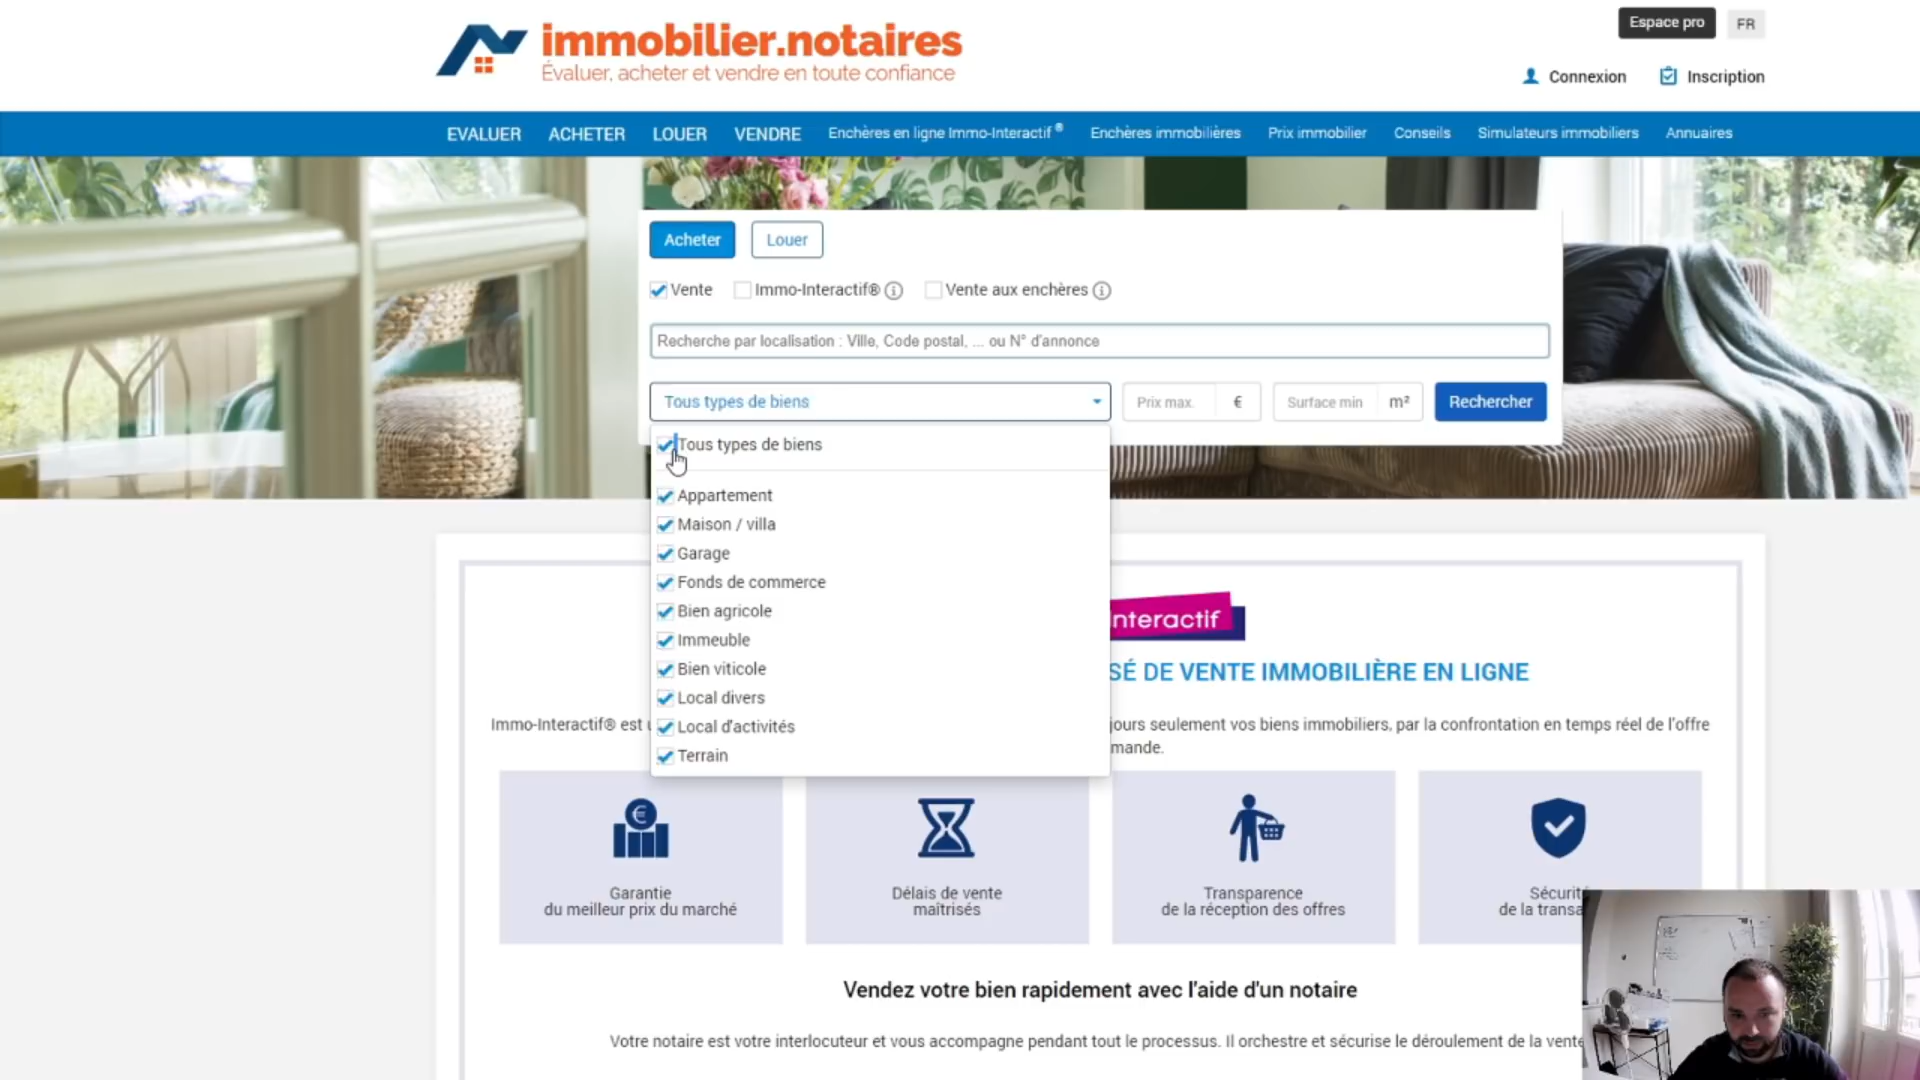 immobilier.notaires
Évaluer, acheter et vendre en toute confiance
Espace pro
FR
Connexion
Inscription
EVALUER
ACHETER
LOUER
VENDRE
Enchères en ligne Immo-Interactif ®
Enchères immobilières
Prix immobilier
Conseils
Simulateurs immobiliers
Annuaires
Acheter
Louer
Vente
Immo-Interactif®
Vente aux enchères
Recherche par localisation : Ville, Code postal, ... ou N° d'annonce
Tous types de biens
Prix max.
€
Surface min
m²
Rechercher
Tous types de biens
Appartement
Maison / villa
Garage
Fonds de commerce
Bien agricole
Immeuble
Bien viticole
Local divers
Local d'activités
Terrain
nteractif
SÉ DE VENTE IMMOBILIÈRE EN LIGNE
Immo-Interactif® est
jours seulement vos biens immobiliers, par la confrontation en temps réel de l'offre
mande.
Garantie
du meilleur prix du marché
Délais de vente
maîtrisés
Transparence
de la réception des offres
Sécurit
de la transa
Vendez votre bien rapidement avec l'aide d'un notaire
Votre notaire est votre interlocuteur et vous accompagne pendant tout le processus. Il orchestre et sécurise le déroulement de la vente